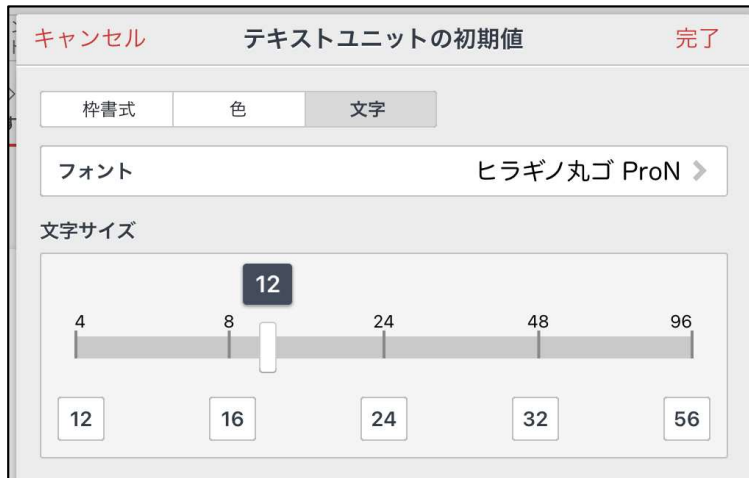 キャンセル テキストユニットの初期値 完了
枠書式 色 文字
フォント ヒラギノ丸ゴ ProN
文字サイズ
12
4 8 24 48 96
12 16 24 32 56